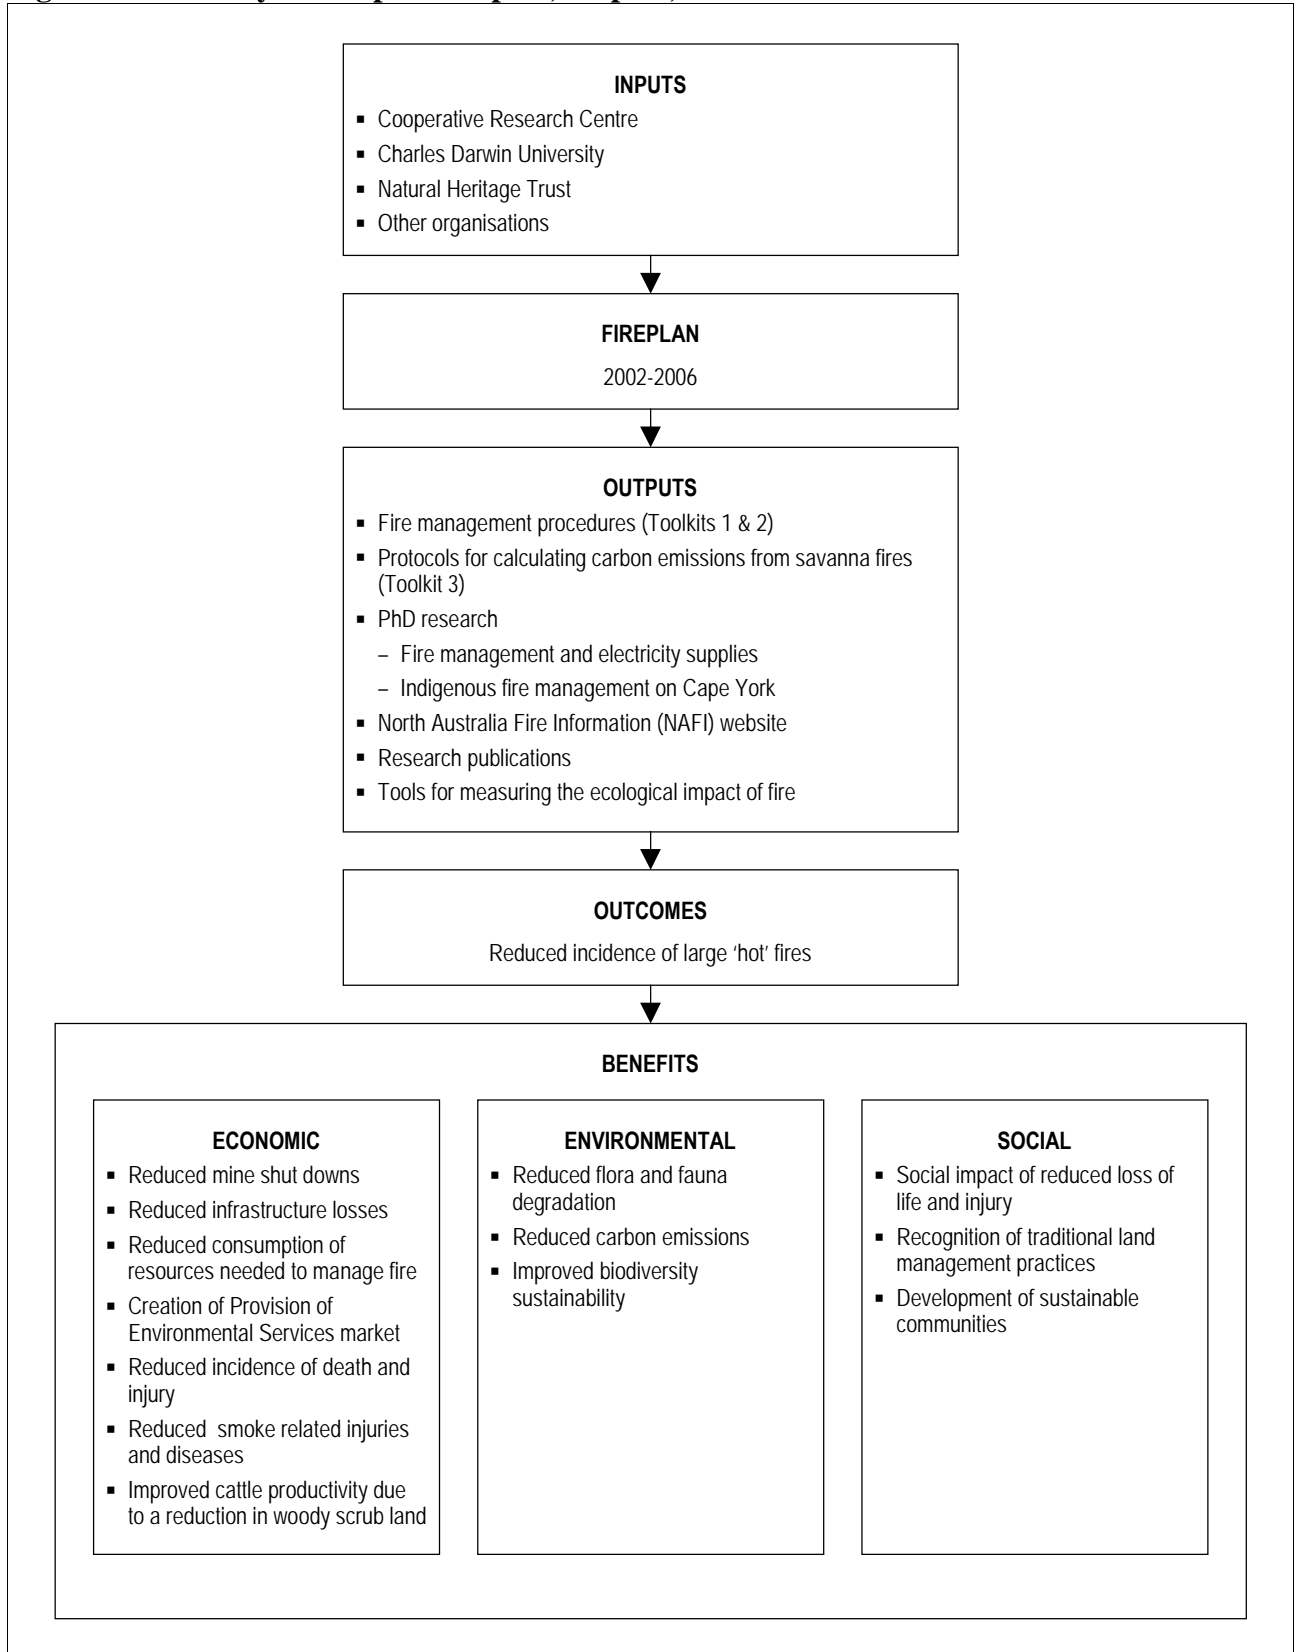 INPUTS
▪ Cooperative Research Centre
▪ Charles Darwin University
▪ Natural Heritage Trust
▪ Other organisations
FIREPLAN
2002-2006
OUTPUTS
▪ Fire management procedures (Toolkits 1 & 2)
▪ Protocols for calculating carbon emissions from savanna fires
(Toolkit 3)
▪ PhD research
– Fire management and electricity supplies
– Indigenous fire management on Cape York
▪ North Australia Fire Information (NAFI) website
▪ Research publications
▪ Tools for measuring the ecological impact of fire
OUTCOMES
Reduced incidence of large ‘hot’ fires
BENEFITS
ECONOMIC
▪ Reduced mine shut downs
▪ Reduced infrastructure losses
▪ Reduced consumption of
resources needed to manage fire
▪ Creation of Provision of
Environmental Services market
▪ Reduced incidence of death and
injury
▪ Reduced smoke related injuries
and diseases
▪ Improved cattle productivity due
to a reduction in woody scrub land
ENVIRONMENTAL
▪ Reduced flora and fauna
degradation
▪ Reduced carbon emissions
▪ Improved biodiversity
sustainability
SOCIAL
▪ Social impact of reduced loss of
life and injury
▪ Recognition of traditional land
management practices
▪ Development of sustainable
communities